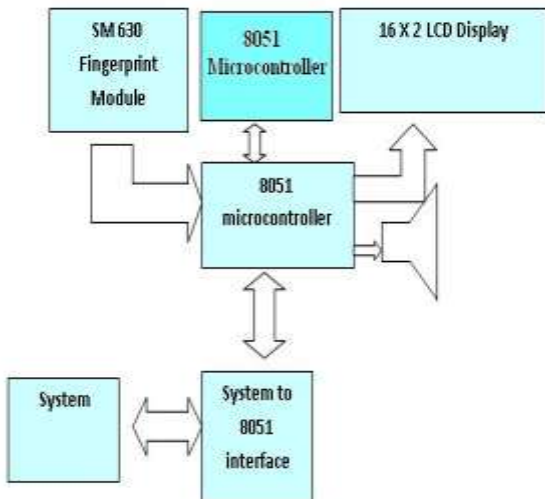 SM 630
Fingerprint
Module
8051
Microcontroller
16 X 2 LCD Display
8051
microcontroller
System
System to
8051
interface